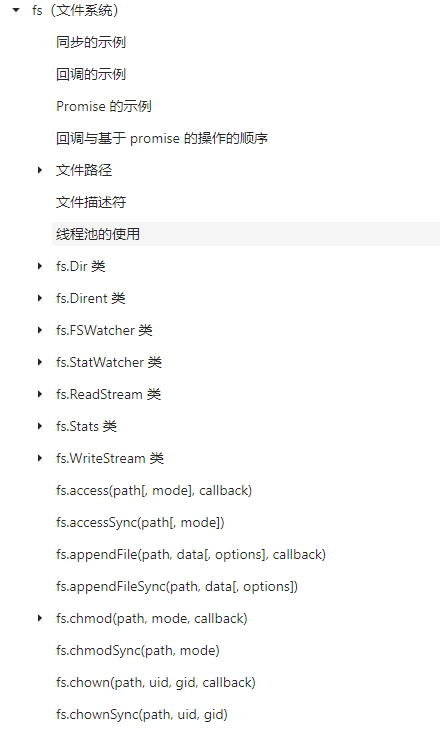 fs（文件系统）
同步的示例
回调的示例
Promise 的示例
回调与基于 promise 的操作的顺序
文件路径
文件描述符
线程池的使用
fs.Dir 类
fs.Dirent 类
fs.FSWatcher 类
fs.StatWatcher 类
fs.ReadStream 类
fs.Stats 类
fs.WriteStream 类
fs.access(path[, mode], callback)
fs.accessSync(path[, mode])
fs.appendFile(path, data[, options], callback)
fs.appendFileSync(path, data[, options])
fs.chmod(path, mode, callback)
fs.chmodSync(path, mode)
fs.chown(path, uid, gid, callback)
fs.chownSync(path, uid, gid)